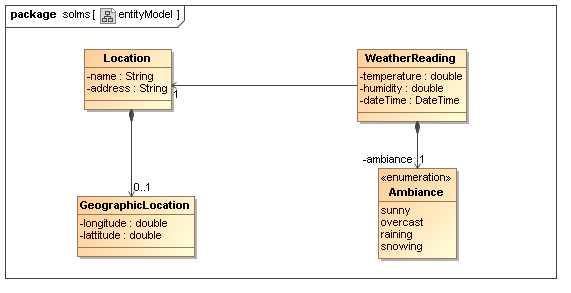 package solms [ entityModel ]
Location
-name : String
-address : String
1
WeatherReading
-temperature : double
-humidity : double
-dateTime : DateTime
-ambiance 1
0..1
GeographicLocation
-longitude : double
-lattitude : double
«enumeration»
Ambiance
sunny
overcast
raining
snowing